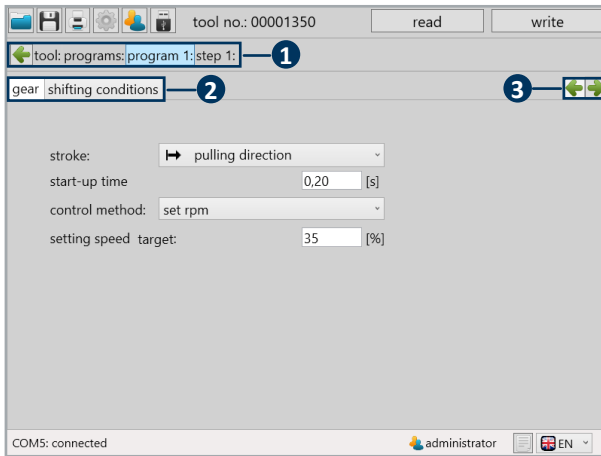 tool no.: 00001350 read write
tool: programs: program 1: step 1: 1
gear shifting conditions 2 3
stroke: pulling direction
start-up time 0,20 [s]
control method: set rpm
setting speed target: 35 [%]
COM5: connected administrator EN